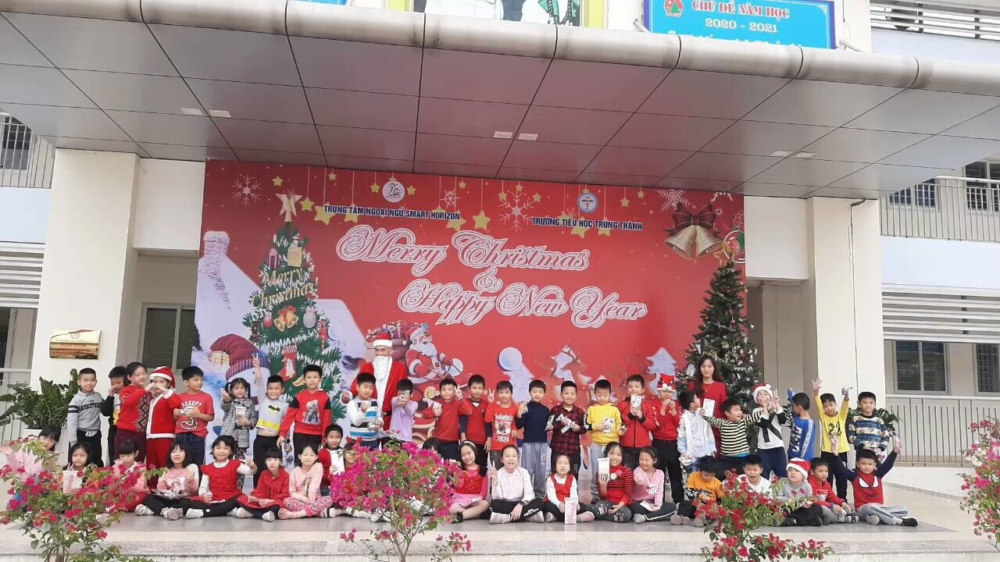 CHỦ ĐỀ NĂM HỌC
2020 - 2021
TRUNG TÂM NGOẠI NGỮ SMART HORIZON
TRƯỜNG TIỂU HỌC TRUNG THÀNH
Merry Christmas
&
Happy New Year
Merry
Christmas